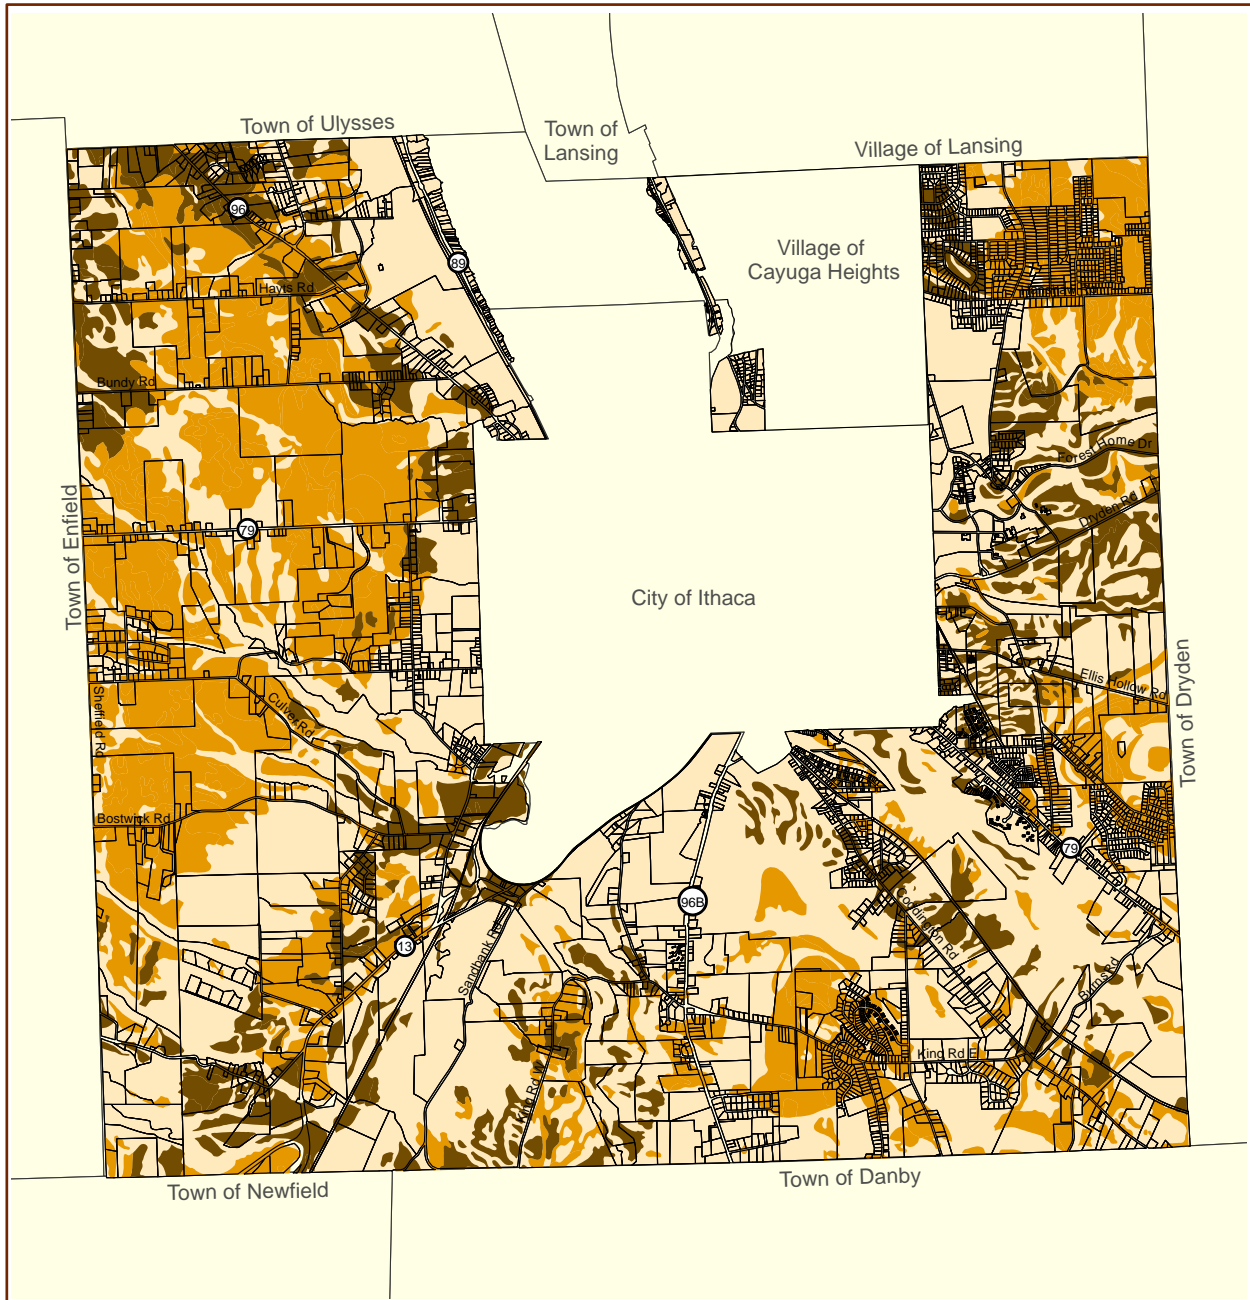 Town of Ulysses
Town of
Lansing
Village of Lansing
96
89
Village of
Cayuga Heights
Hayts Rd
Bundy Rd
Forest Home Dr
Dryden Rd
Town of Enfield
79
City of Ithaca
Ellis Hollow Rd
Town of Dryden
Sheffield Rd
Culver Rd
Bostwick Rd
79
96B
Coddington Rd
13
Sandbank Rd
Burns Rd
King Rd E
King Rd W
Town of Newfield
Town of Danby